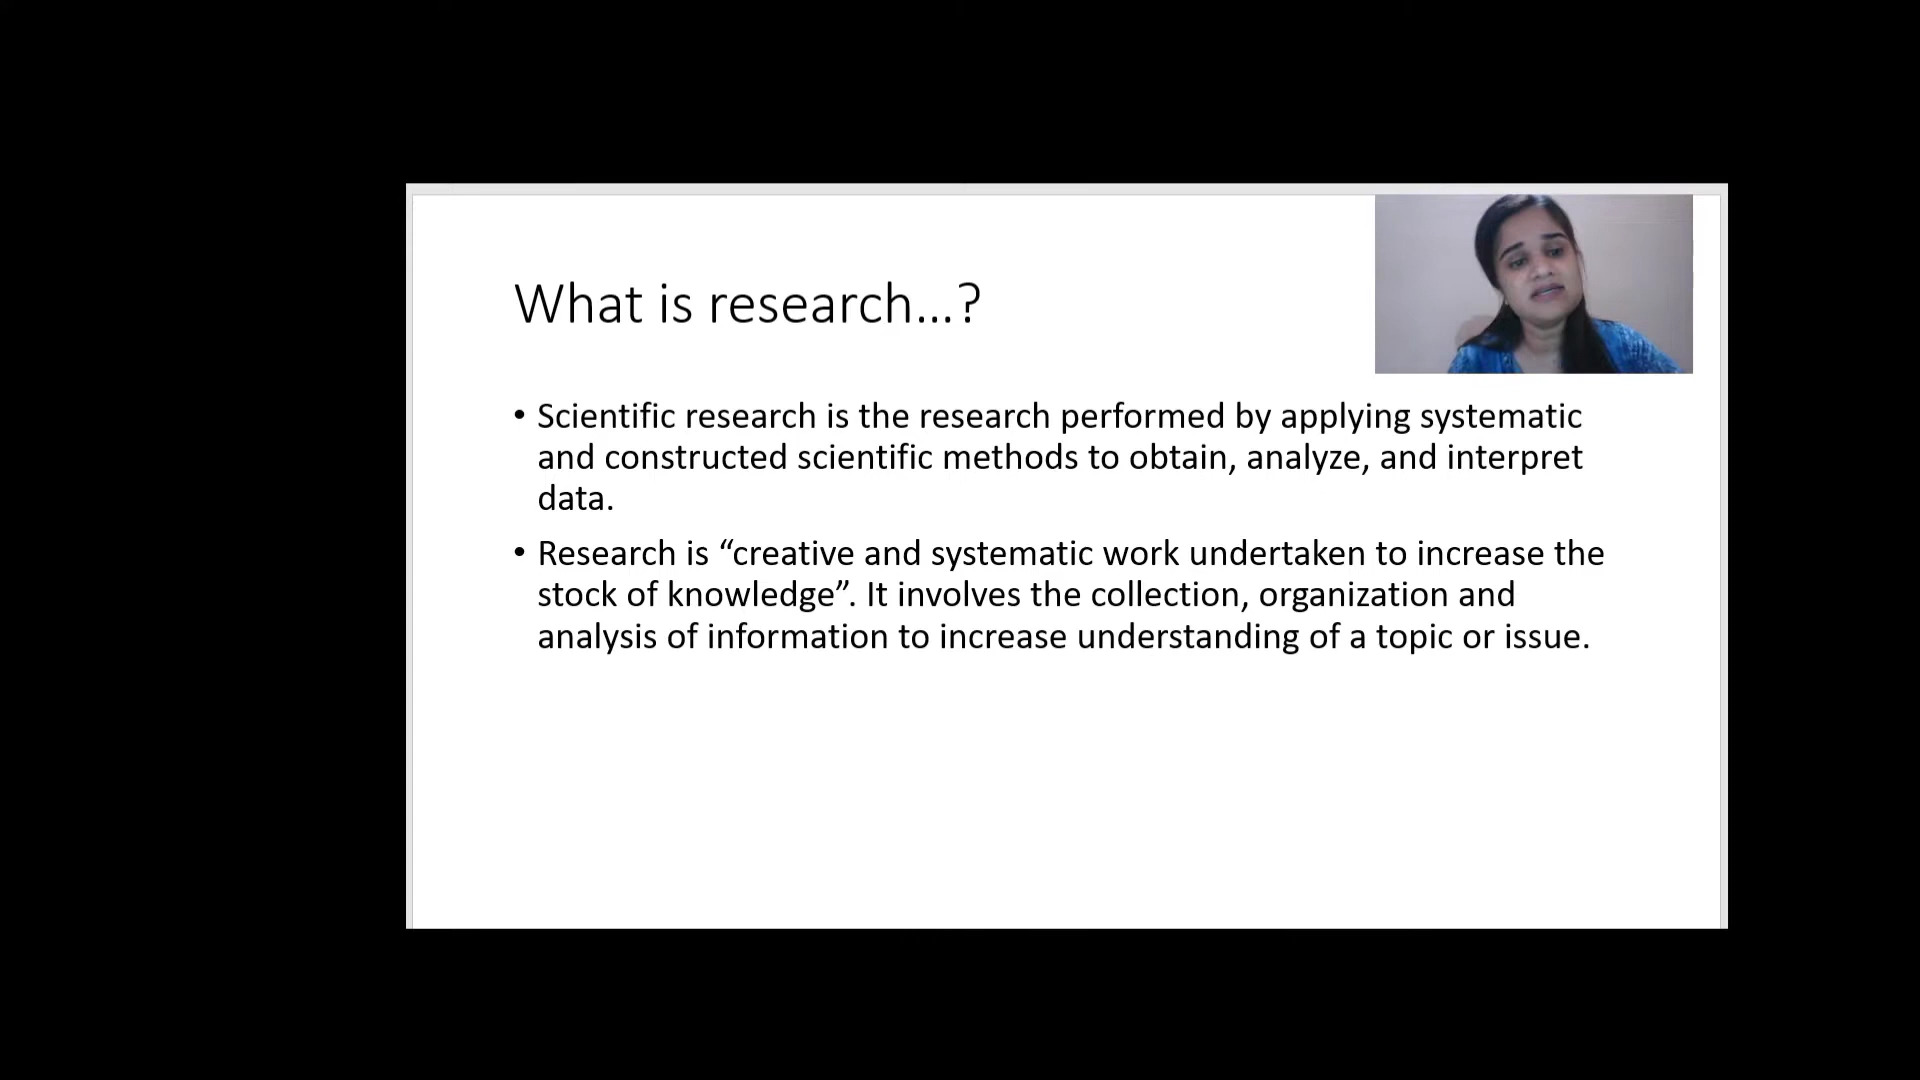 What is research...?
• Scientific research is the research performed by applying systematic
and constructed scientific methods to obtain, analyze, and interpret
data.
• Research is “creative and systematic work undertaken to increase the
stock of knowledge”. It involves the collection, organization and
analysis of information to increase understanding of a topic or issue.